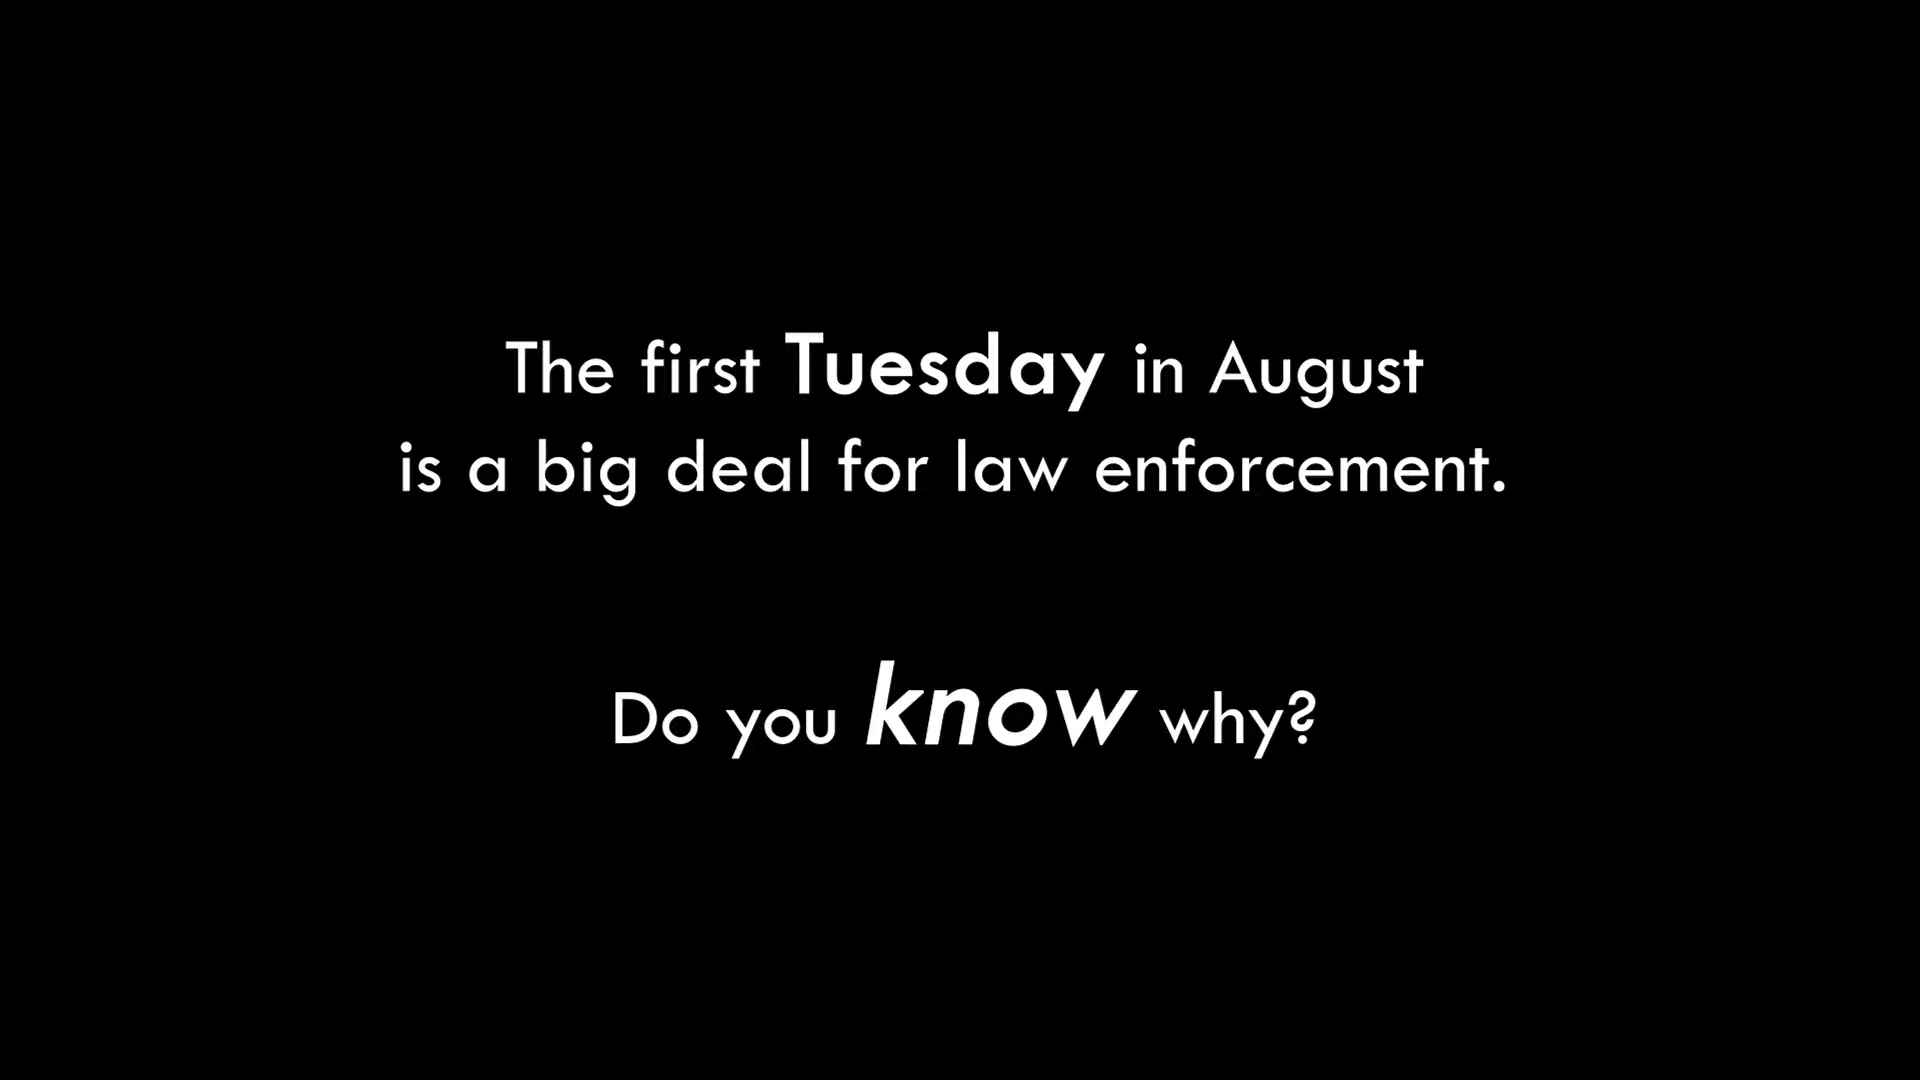 The first Tuesday in August
is a big deal for law enforcement.
Do you know why?